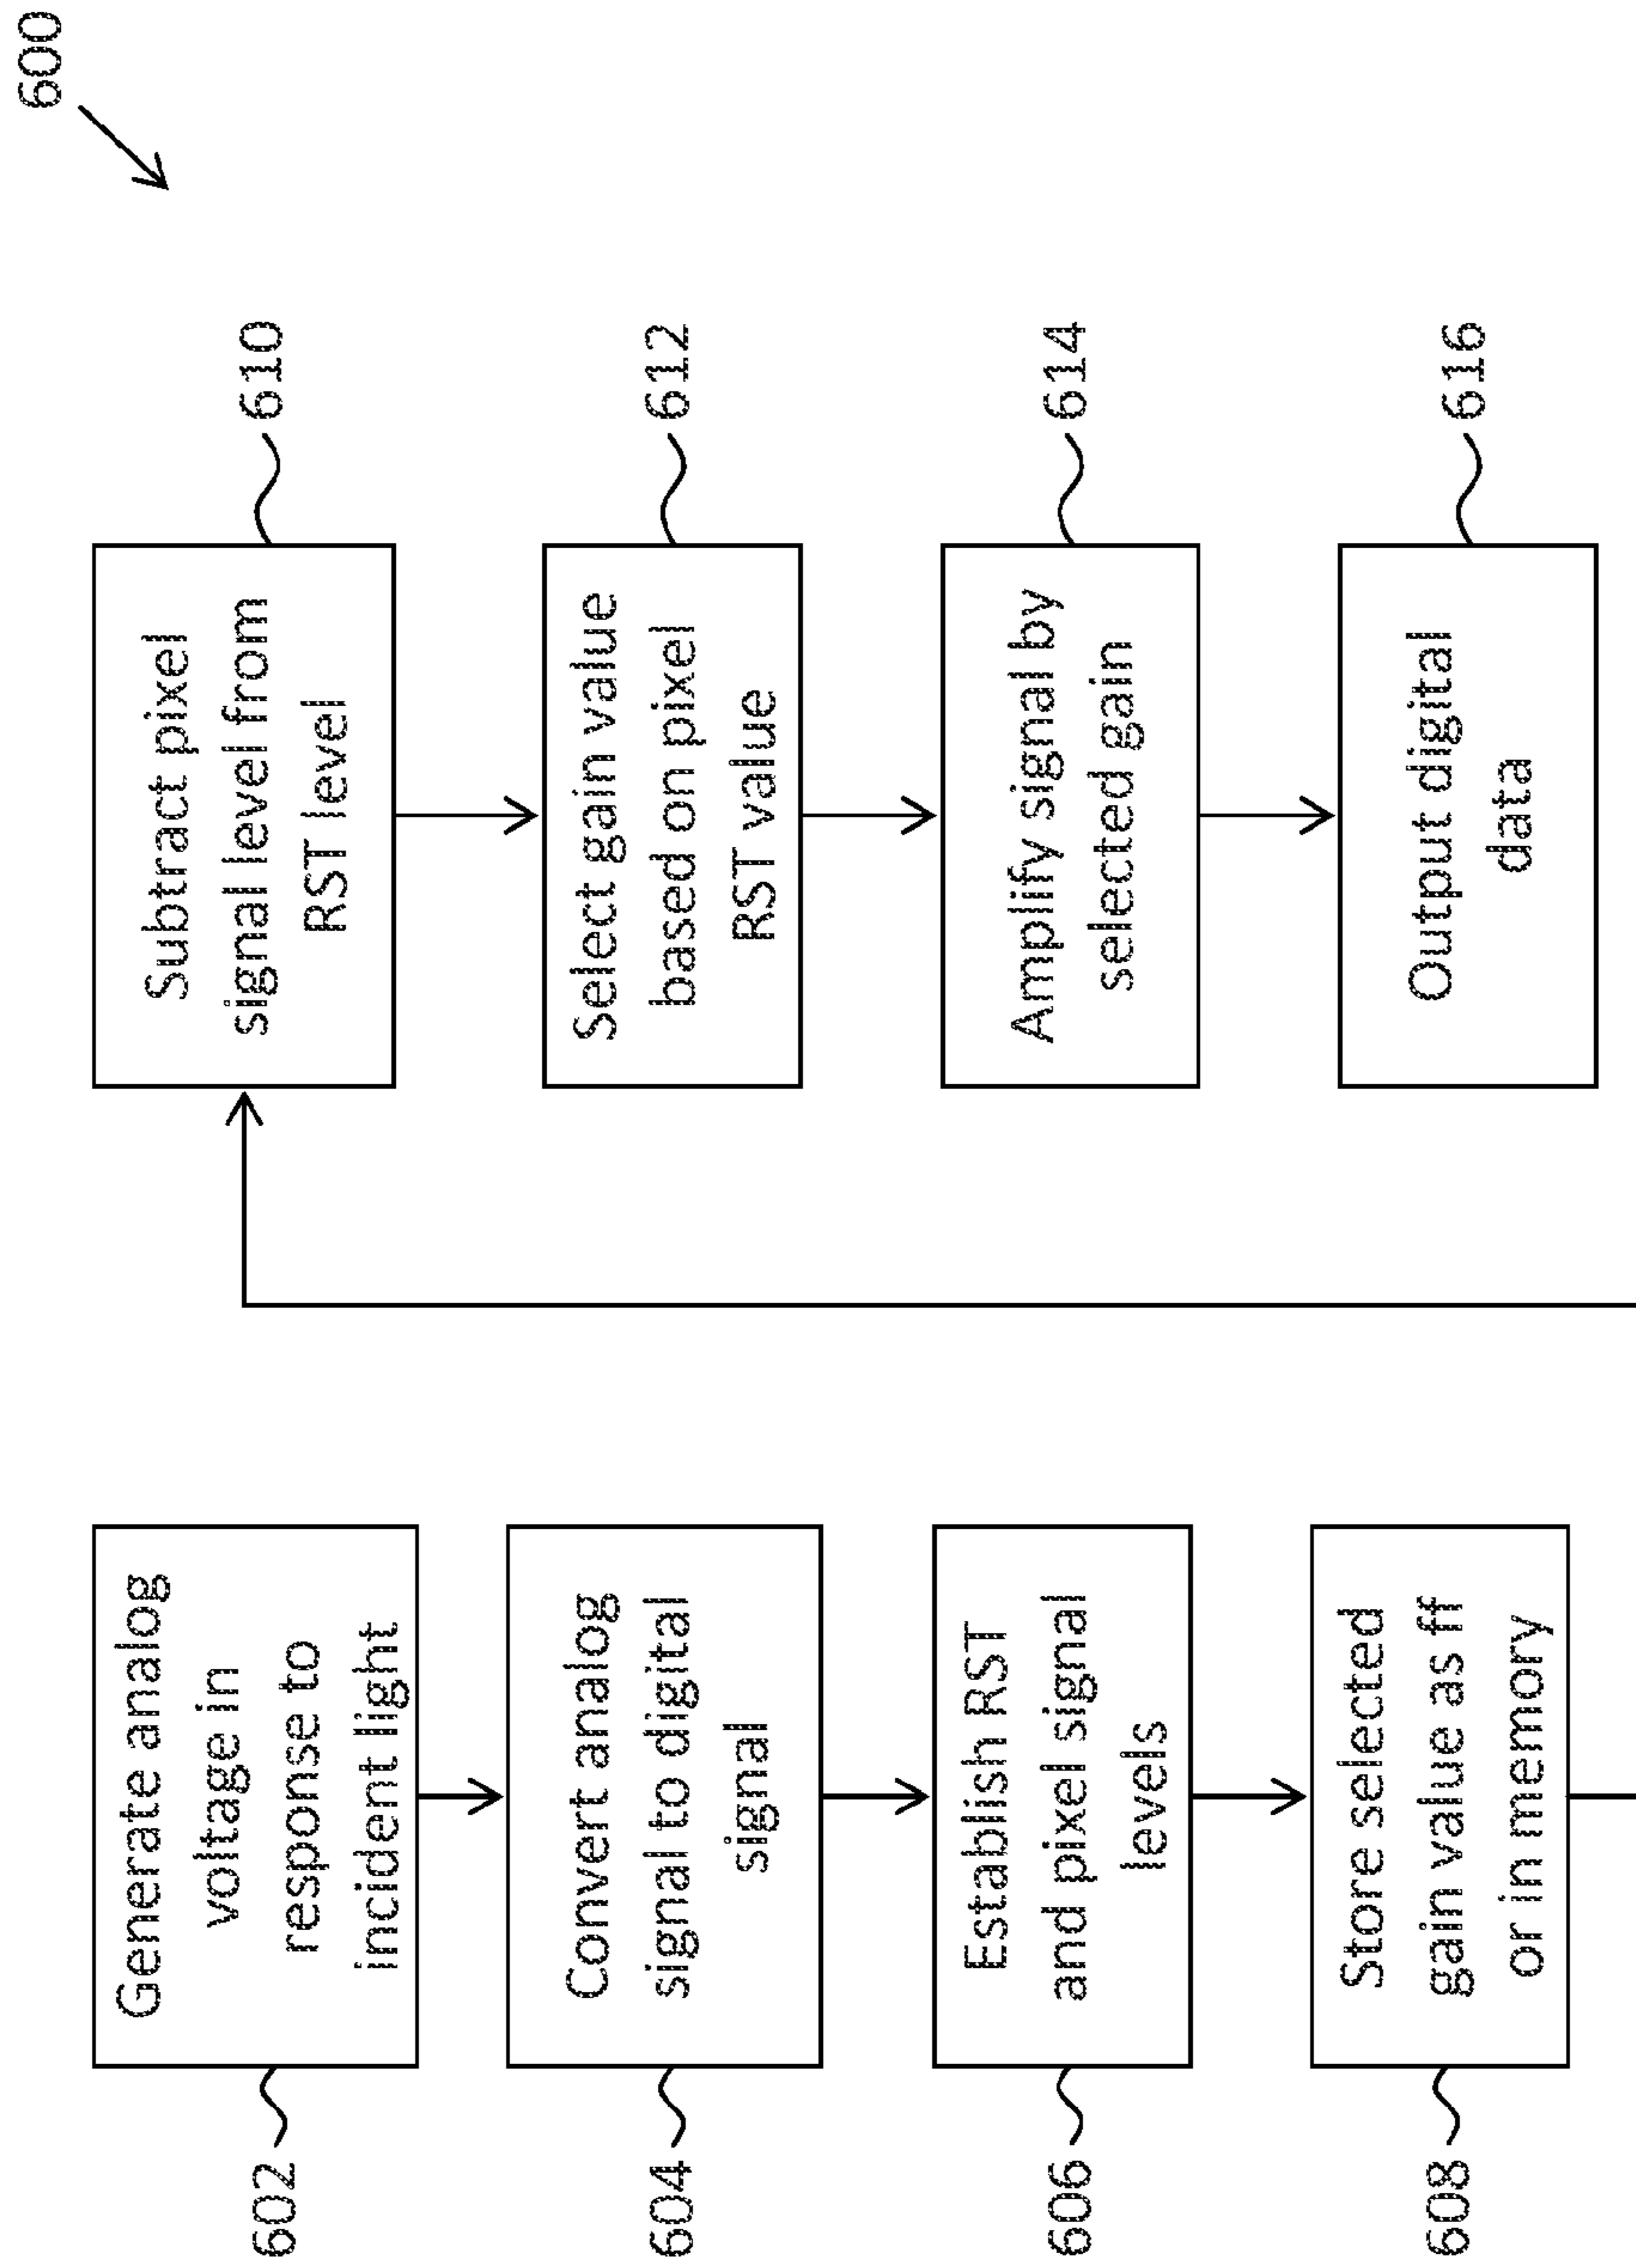 600
602
Generate analog
voltage in
response to
incident light
604
Convert analog
signal to digital
signal
606
Establish RST
and pixel signal
levels
608
Store selected
gain value as ff
or in memory
Subtract pixel
signal level from
RST level
610
Select gain value
based on pixel
RST value
612
Amplify signal by
selected gain
614
Output digital
data
616